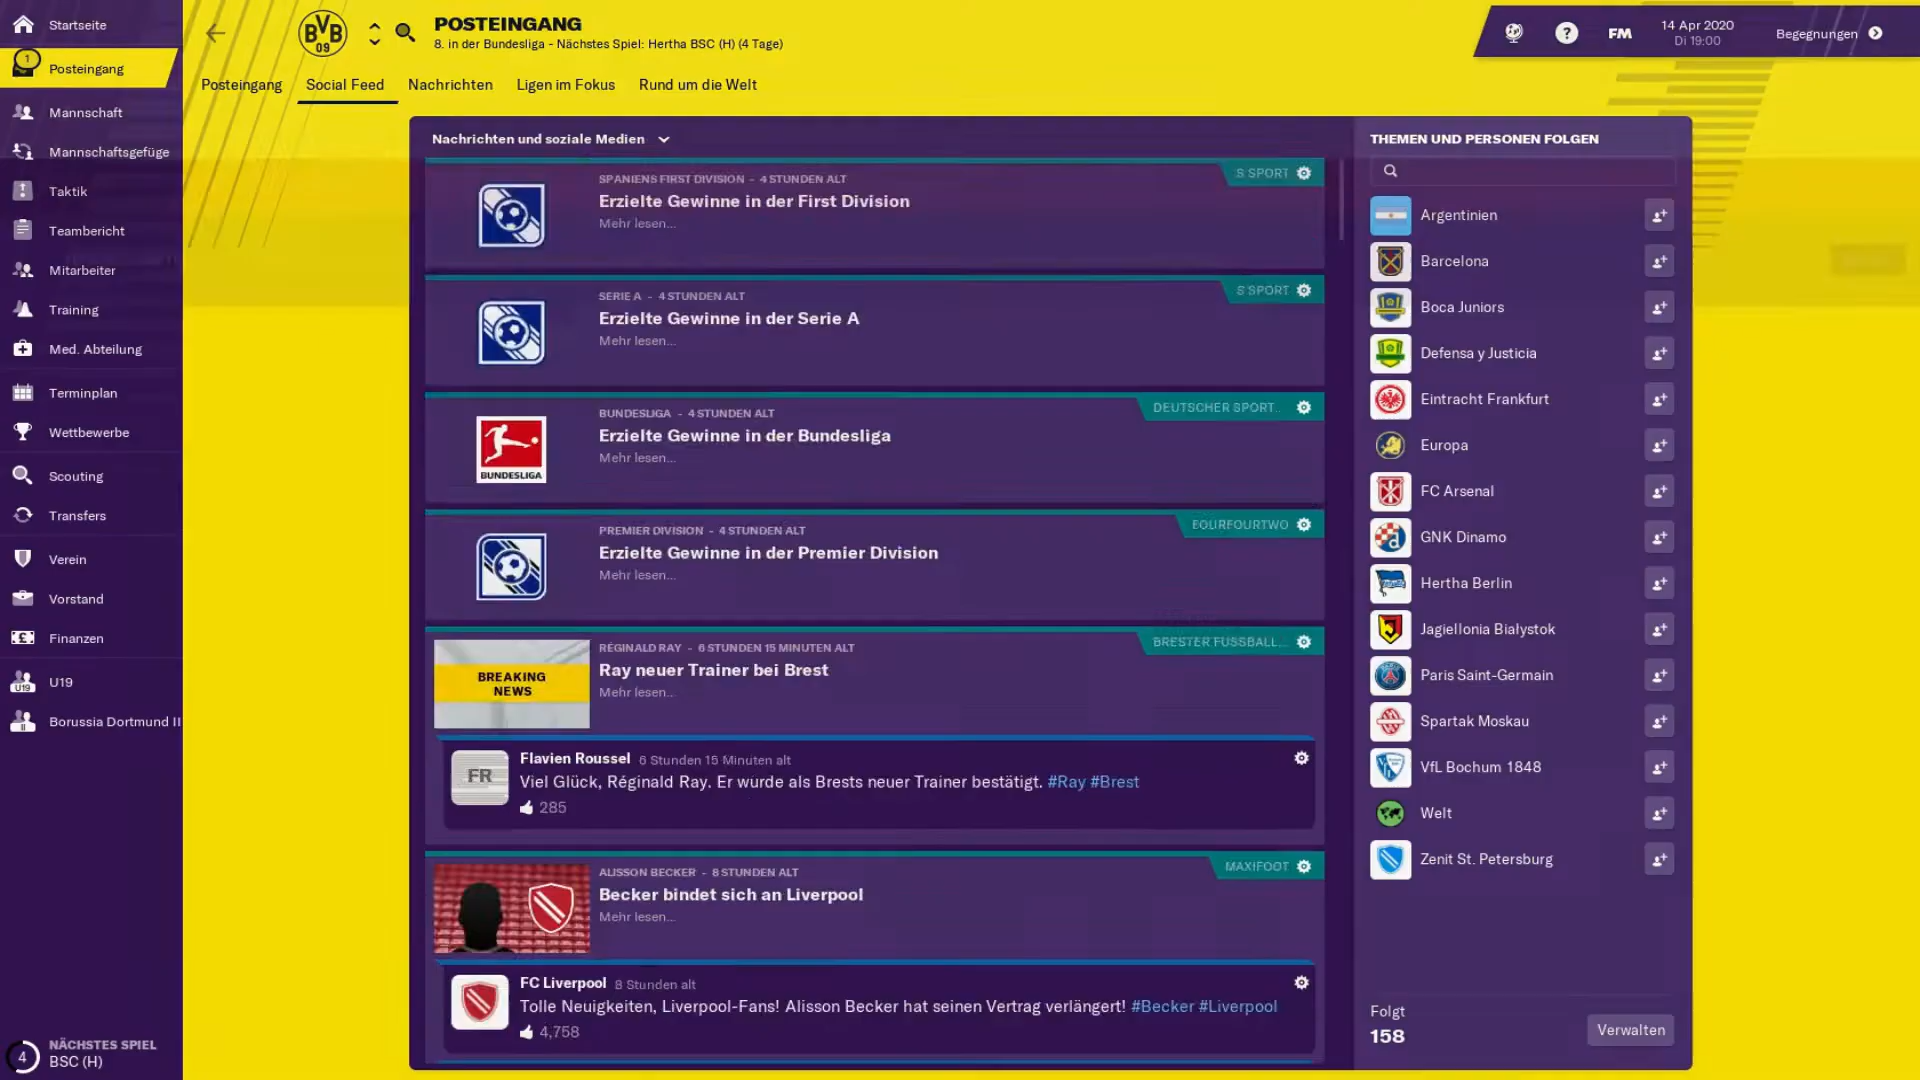 Startseite
1
Posteingang
Mannschaft
Mannschaftsgefüge
Taktik
Teambericht
Mitarbeiter
Training
Med. Abteilung
Terminplan
Wettbewerbe
Scouting
Transfers
Verein
Vorstand
Finanzen
U19
U19
II
Borussia Dortmund II
4
NÄCHSTES SPIEL
BSC (H)
BVB
09
POSTEINGANG
8. in der Bundesliga - Nächstes Spiel: Hertha BSC (H) (4 Tage)
?
FM
14 Apr 2020
Di 19:00
Begegnungen
Posteingang
Social Feed
Nachrichten
Ligen im Fokus
Rund um die Welt
Nachrichten und soziale Medien
SPANIENS FIRST DIVISION - 4 STUNDEN ALT
S SPORT
Erzielte Gewinne in der First Division
Mehr lesen...
SERIE A - 4 STUNDEN ALT
S SPORT
Erzielte Gewinne in der Serie A
Mehr lesen...
BUNDESLIGA - 4 STUNDEN ALT
DEUTSCHER SPORT...
Erzielte Gewinne in der Bundesliga
Mehr lesen...
BUNDESLIGA
PREMIER DIVISION - 4 STUNDEN ALT
FOURFOURTWO
Erzielte Gewinne in der Premier Division
Mehr lesen...
RÉGINALD RAY - 6 STUNDEN 15 MINUTEN ALT
BRESTER FUSSBALL...
Ray neuer Trainer bei Brest
Mehr lesen...
BREAKING
NEWS
FR
Flavien Roussel 6 Stunden 15 Minuten alt
Viel Glück, Réginald Ray. Er wurde als Brests neuer Trainer bestätigt. #Ray #Brest
285
ALISSON BECKER - 8 STUNDEN ALT
MAXIFOOT
Becker bindet sich an Liverpool
Mehr lesen...
FC Liverpool 8 Stunden alt
Tolle Neuigkeiten, Liverpool-Fans! Alisson Becker hat seinen Vertrag verlängert! #Becker #Liverpool
4,758
THEMEN UND PERSONEN FOLGEN
Argentinien
Barcelona
Boca Juniors
Defensa y Justicia
Eintracht Frankfurt
Europa
FC Arsenal
GNK Dinamo
Hertha Berlin
Jagiellonia Bialystok
Paris Saint-Germain
Spartak Moskau
VfL Bochum 1848
Welt
Zenit St. Petersburg
Folgt
158
Verwalten